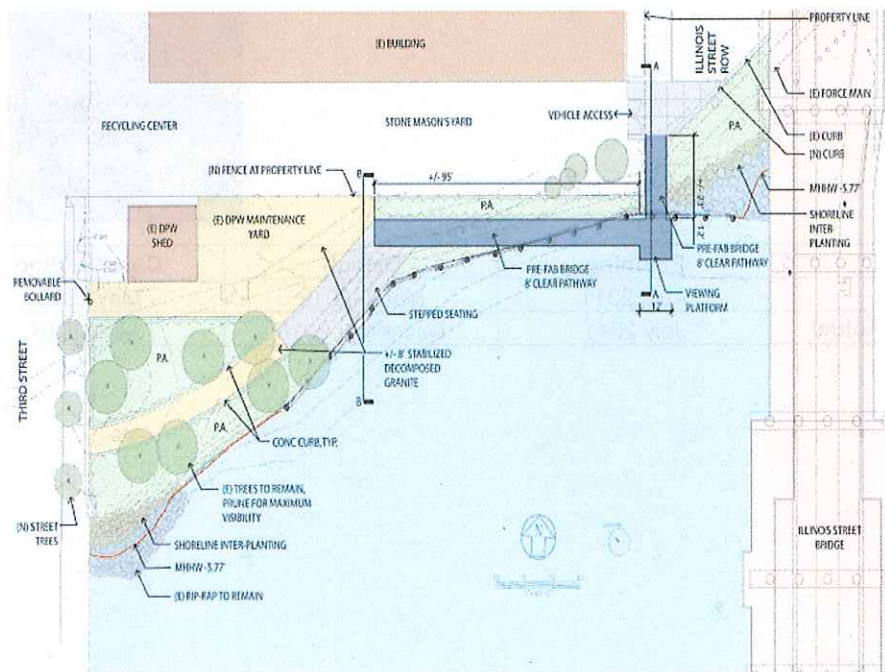 PROPERTY LINE
ILLINOIS
STREET
ROW
A
(E) BUILDING
(E) FORCE MAIN
P.A.
(E) CURB
(N) CURB
VEHICLE ACCESS
RECYCLING CENTER
STONE MASON'S YARD
(N) FENCE AT PROPERTY LINE
B
+/- 95'
+/- 23'
12'
MHHW -5.77'
SHORELINE
INTER-
PLANTING
P.A.
(E) DPW
SHED
(E) DPW MAINTENANCE
YARD
PRE-FAB BRIDGE
8' CLEAR PATHWAY
PRE-FAB BRIDGE
8' CLEAR PATHWAY
REMOVABLE
BOLLARD
STEPPED SEATING
A
12'
VIEWING
PLATFORM
THIRD STREET
P.A.
+/- 8' STABILIZED
DECOMPOSED
GRANITE
B
P.A.
CONC CURB, TYP.
(E) TREES TO REMAIN,
PRUNE FOR MAXIMUM
VISIBILITY
(N) STREET
TREES
SHORELINE INTER-PLANTING
MHHW -5.77'
(E) RIP-RAP TO REMAIN
ILLINOIS STREET
BRIDGE